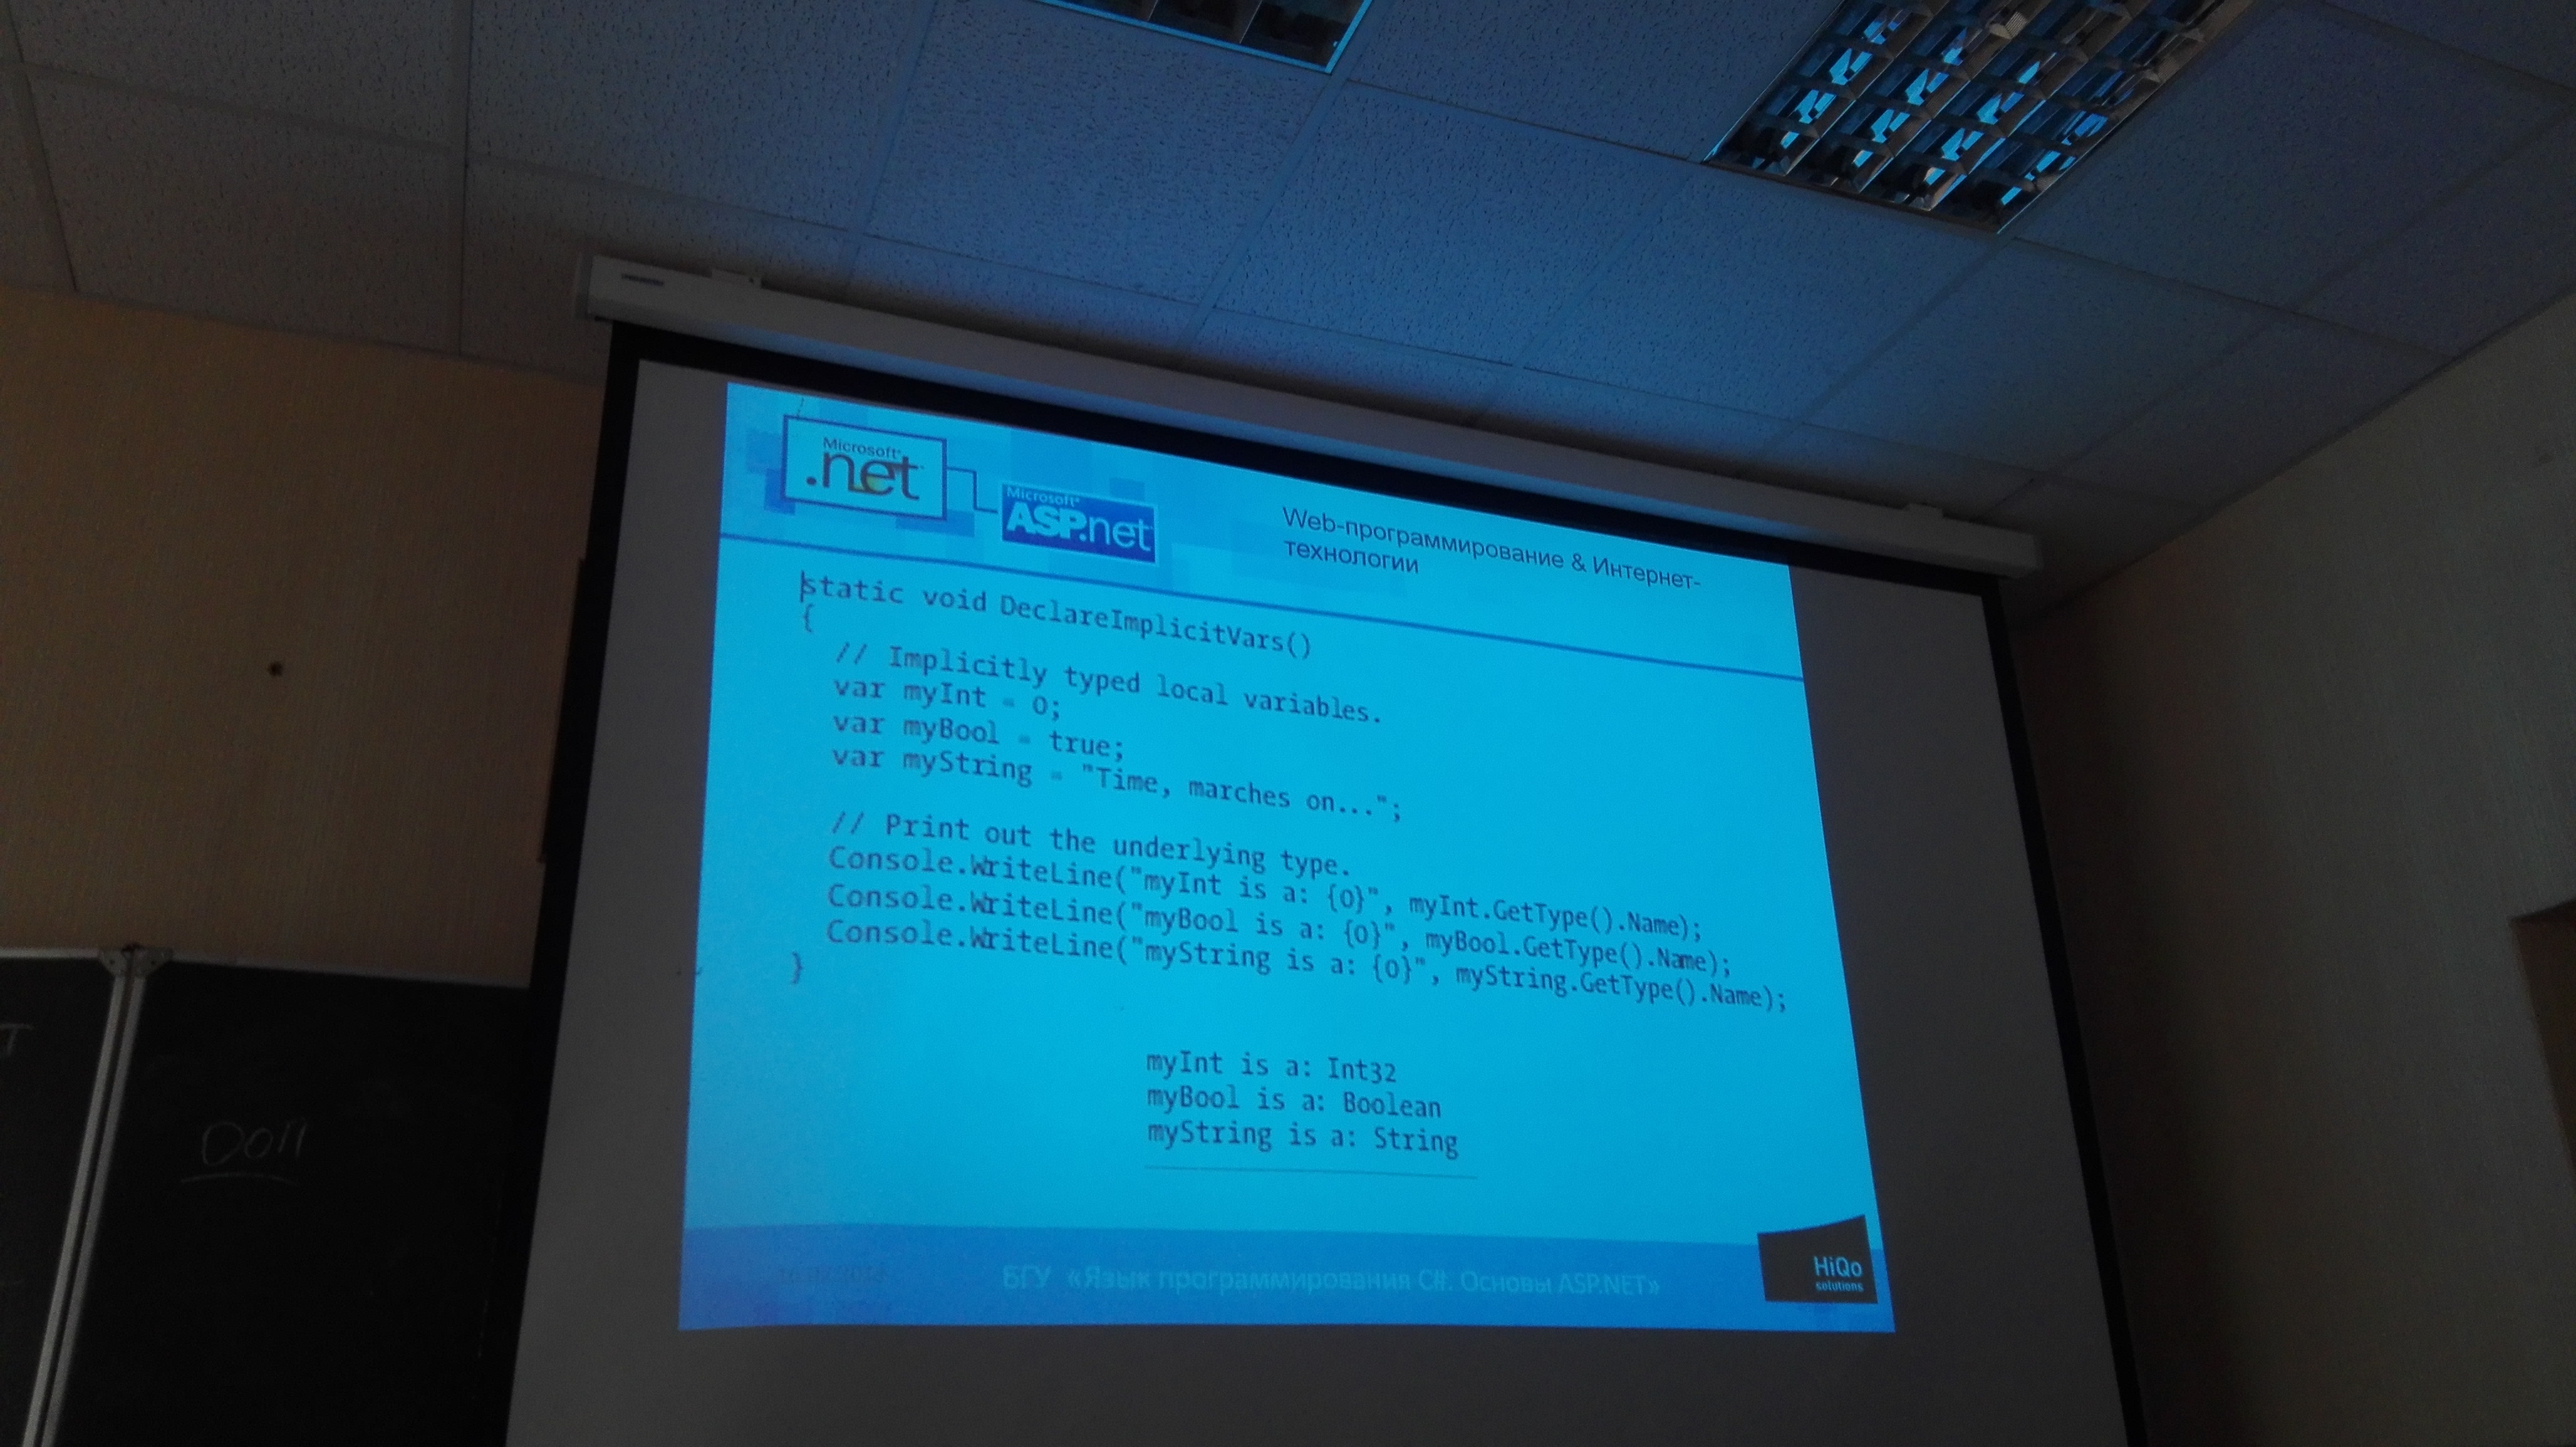 Microsoft
.net
Microsoft
ASP.net
Web-программирование & Интернет-
технологии
static void DeclareImplicitVars()
{
// Implicitly typed local variables.
var myInt = 0;
var myBool = true;
var myString = "Time, marches on...";
// Print out the underlying type.
Console.WriteLine("myInt is a: {0}", myInt.GetType().Name);
Console.WriteLine("myBool is a: {0}", myBool.GetType().Name);
Console.WriteLine("myString is a: {0}", myString.GetType().Name);
}
myInt is a: Int32
myBool is a: Boolean
myString is a: String
БГУ «Язык программирования C#. Основы ASP.NET»
HiQo
solutions